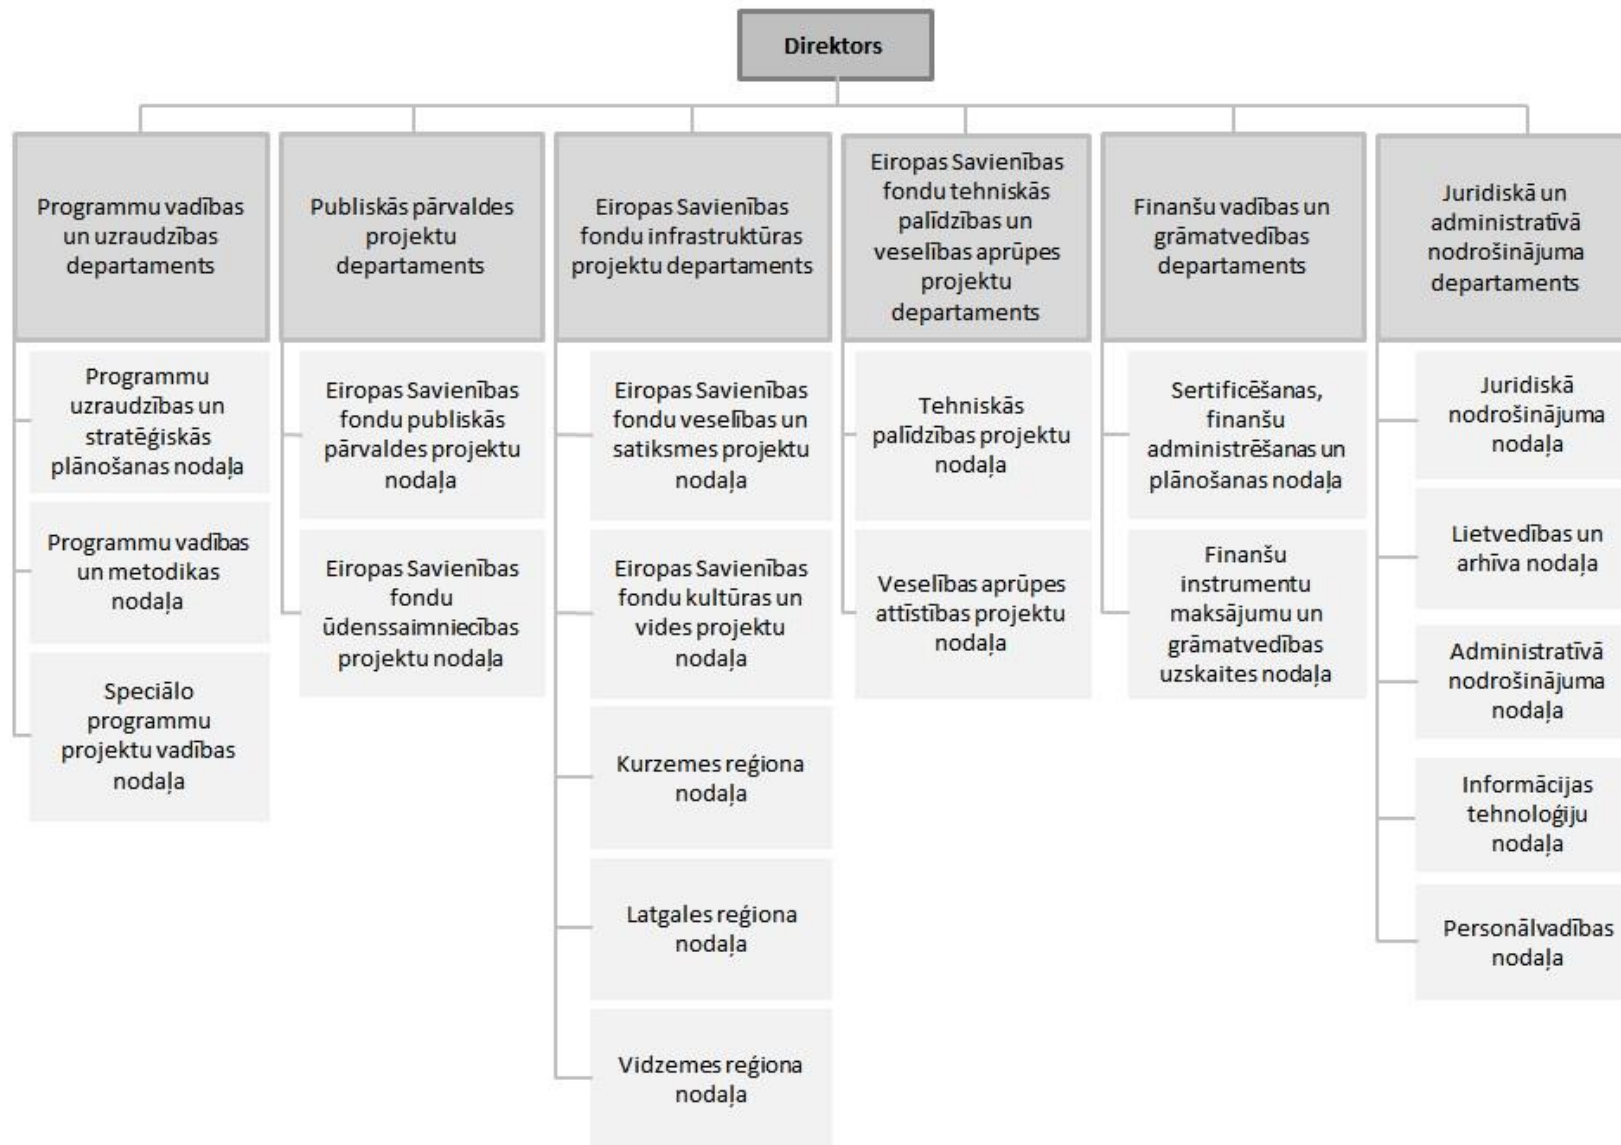 Direktors
Programmu vadības
un uzraudzības
departaments
Programmu
uzraudzības un
stratēģiskās
plānošanas nodaļa
Programmu vadības
un metodikas
nodaļa
Speciālo
programmu
projektu vadības
nodaļa
Publiskās pārvaldes
projektu
departaments
Eiropas Savienības
fondu publiskās
pārvaldes projektu
nodaļa
Eiropas Savienības
fondu
ūdenssaimniecības
projektu nodaļa
Eiropas Savienības
fondu infrastruktūras
projektu departaments
Eiropas Savienības
fondu veselības un
satiksmes projektu
nodaļa
Eiropas Savienības
fondu kultūras un
vides projektu
nodaļa
Kurzemes reģiona
nodaļa
Latgales reģiona
nodaļa
Vidzemes reģiona
nodaļa
Eiropas Savienības
fondu tehniskās
palīdzības un
veselības aprūpes
projektu
departaments
Tehniskās
palīdzības projektu
nodaļa
Veselības aprūpes
attīstības projektu
nodaļa
Finanšu vadības un
grāmatvedības
departaments
Sertificēšanas,
finanšu
administrēšanas un
plānošanas nodaļa
Finanšu
instrumentu
maksājumu un
grāmatvedības
uzskaites nodaļa
Juridiskā un
administratīvā
nodrošinājuma
departaments
Juridiskā
nodrošinājuma
nodaļa
Lietvedības un
arhīva nodaļa
Administratīvā
nodrošinājuma
nodaļa
Informācijas
tehnoloģiju
nodaļa
Personālvadības
nodaļa